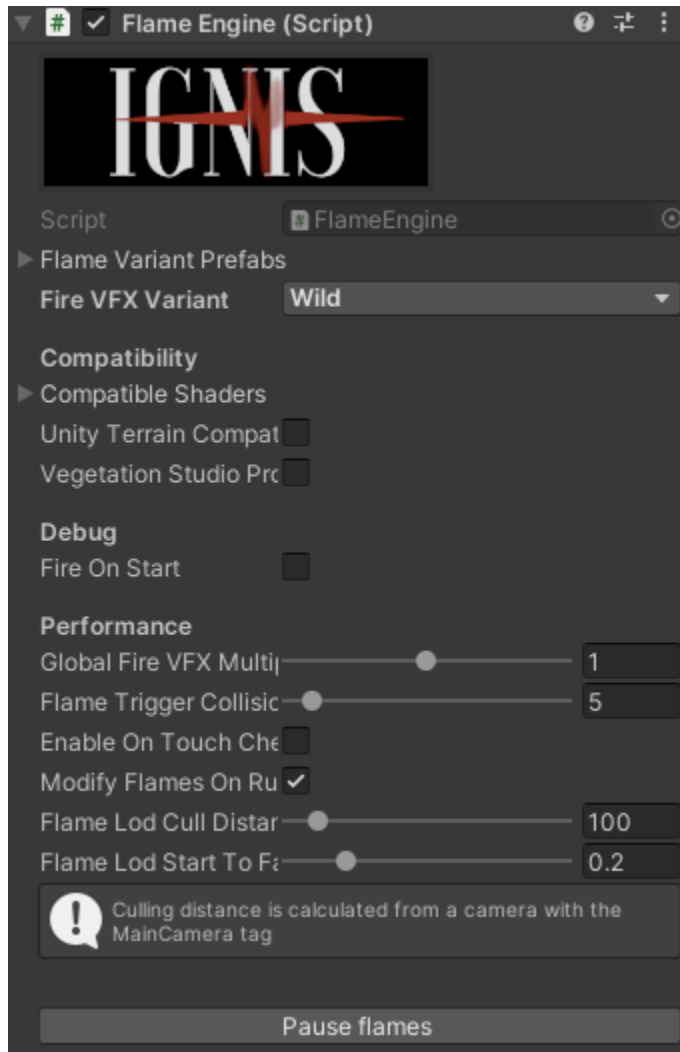 # Flame Engine (Script)
IGNIS
Script # FlameEngine
Flame Variant Prefabs
Fire VFX Variant Wild
Compatibility
Compatible Shaders
Unity Terrain Compat
Vegetation Studio Pro
Debug
Fire On Start
Performance
Global Fire VFX Multip 1
Flame Trigger Collisio 5
Enable On Touch Che
Modify Flames On Ru
Flame Lod Cull Distan 100
Flame Lod Start To Fa 0.2
! Culling distance is calculated from a camera with the
MainCamera tag
Pause flames